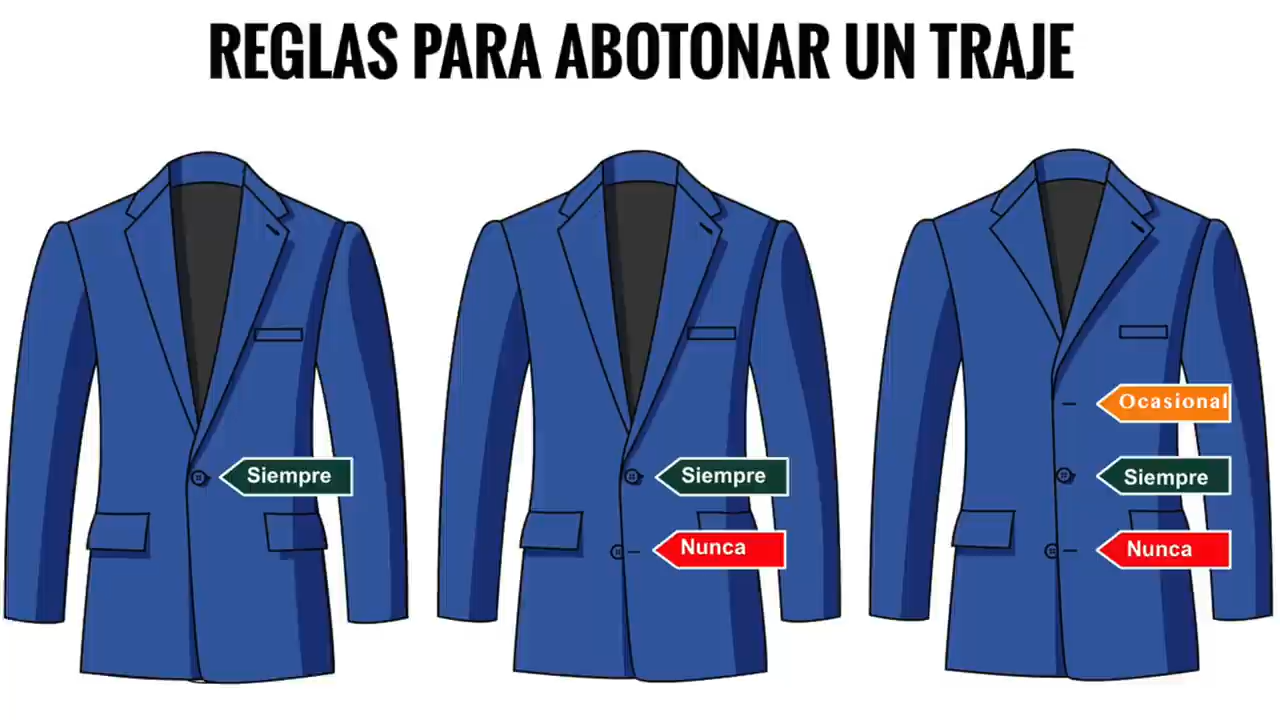 REGLAS PARA ABOTONAR UN TRAJE
Siempre
Siempre
Nunca
Ocasional
Siempre
Nunca